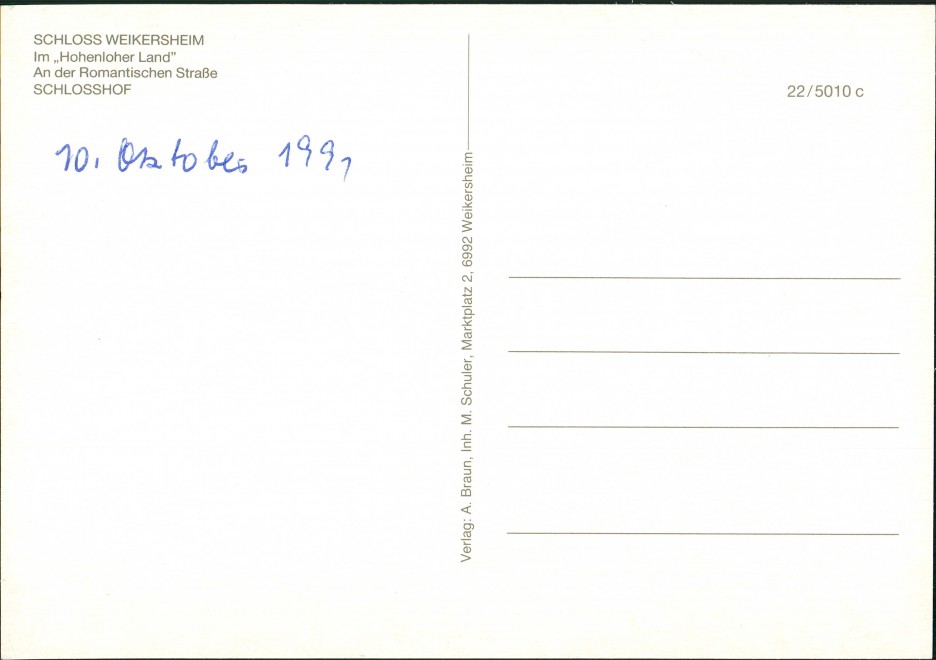 SCHLOSS WEIKERSHEIM
Im „Hohenloher Land”
An der Romantischen Straße
SCHLOSSHOF
10. Oktober 1991
Verlag: A. Braun, Inh. M. Schuler, Marktplatz 2, 6992 Weikersheim
22/5010 c